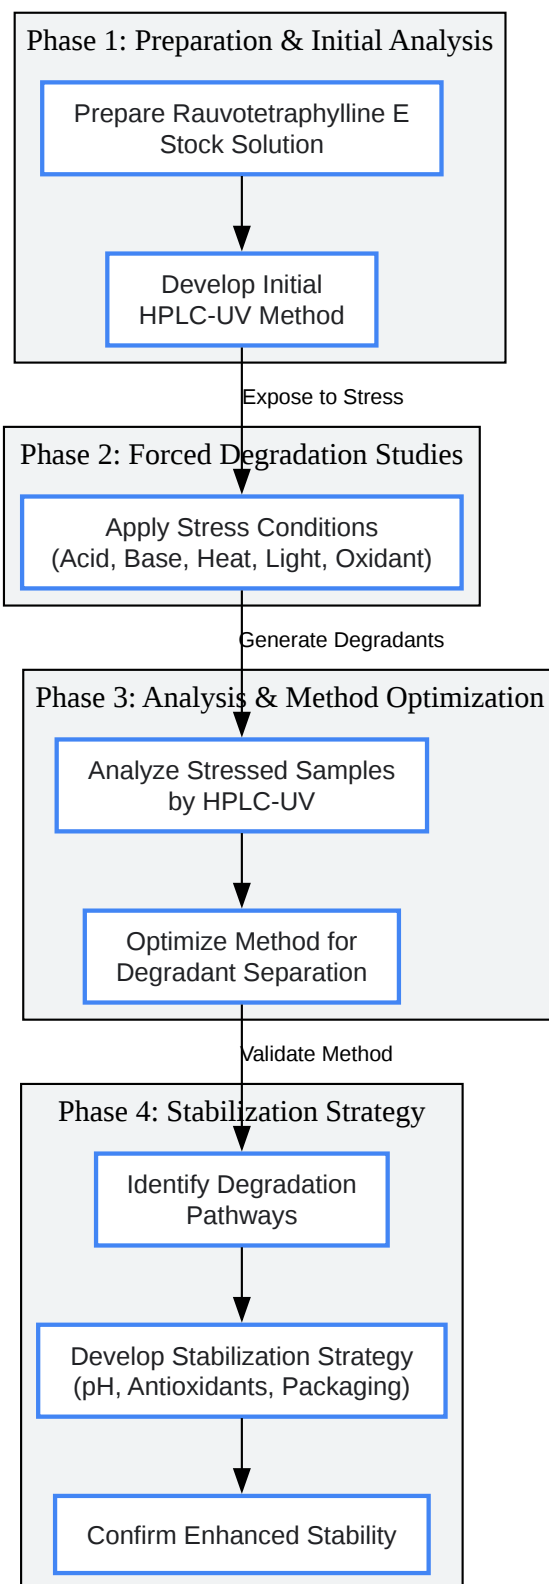 Phase 1: Preparation & Initial Analysis
Prepare Rauvotetraphylline E
Stock Solution
Develop Initial
HPLC-UV Method
Expose to Stress
Phase 2: Forced Degradation Studies
Apply Stress Conditions
(Acid, Base, Heat, Light, Oxidant)
Generate Degradants
Phase 3: Analysis & Method Optimization
Analyze Stressed Samples
by HPLC-UV
Optimize Method for
Degradant Separation
Validate Method
Phase 4: Stabilization Strategy
Identify Degradation
Pathways
Develop Stabilization Strategy
(pH, Antioxidants, Packaging)
Confirm Enhanced Stability